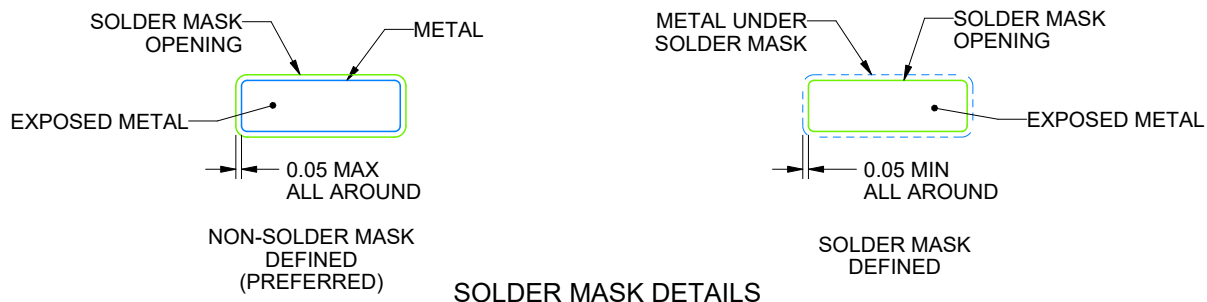 SOLDER MASK
OPENING
METAL
EXPOSED METAL
0.05 MAX
ALL AROUND
NON-SOLDER MASK
DEFINED
(PREFERRED)
METAL UNDER
SOLDER MASK
SOLDER MASK
OPENING
EXPOSED METAL
0.05 MIN
ALL AROUND
SOLDER MASK
DEFINED
SOLDER MASK DETAILS